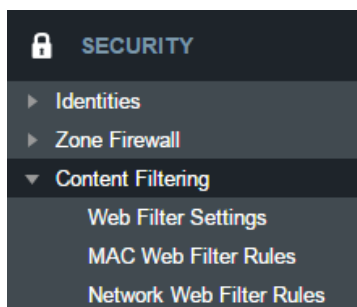 SECURITY
Identities
Zone Firewall
Content Filtering
Web Filter Settings
MAC Web Filter Rules
Network Web Filter Rules